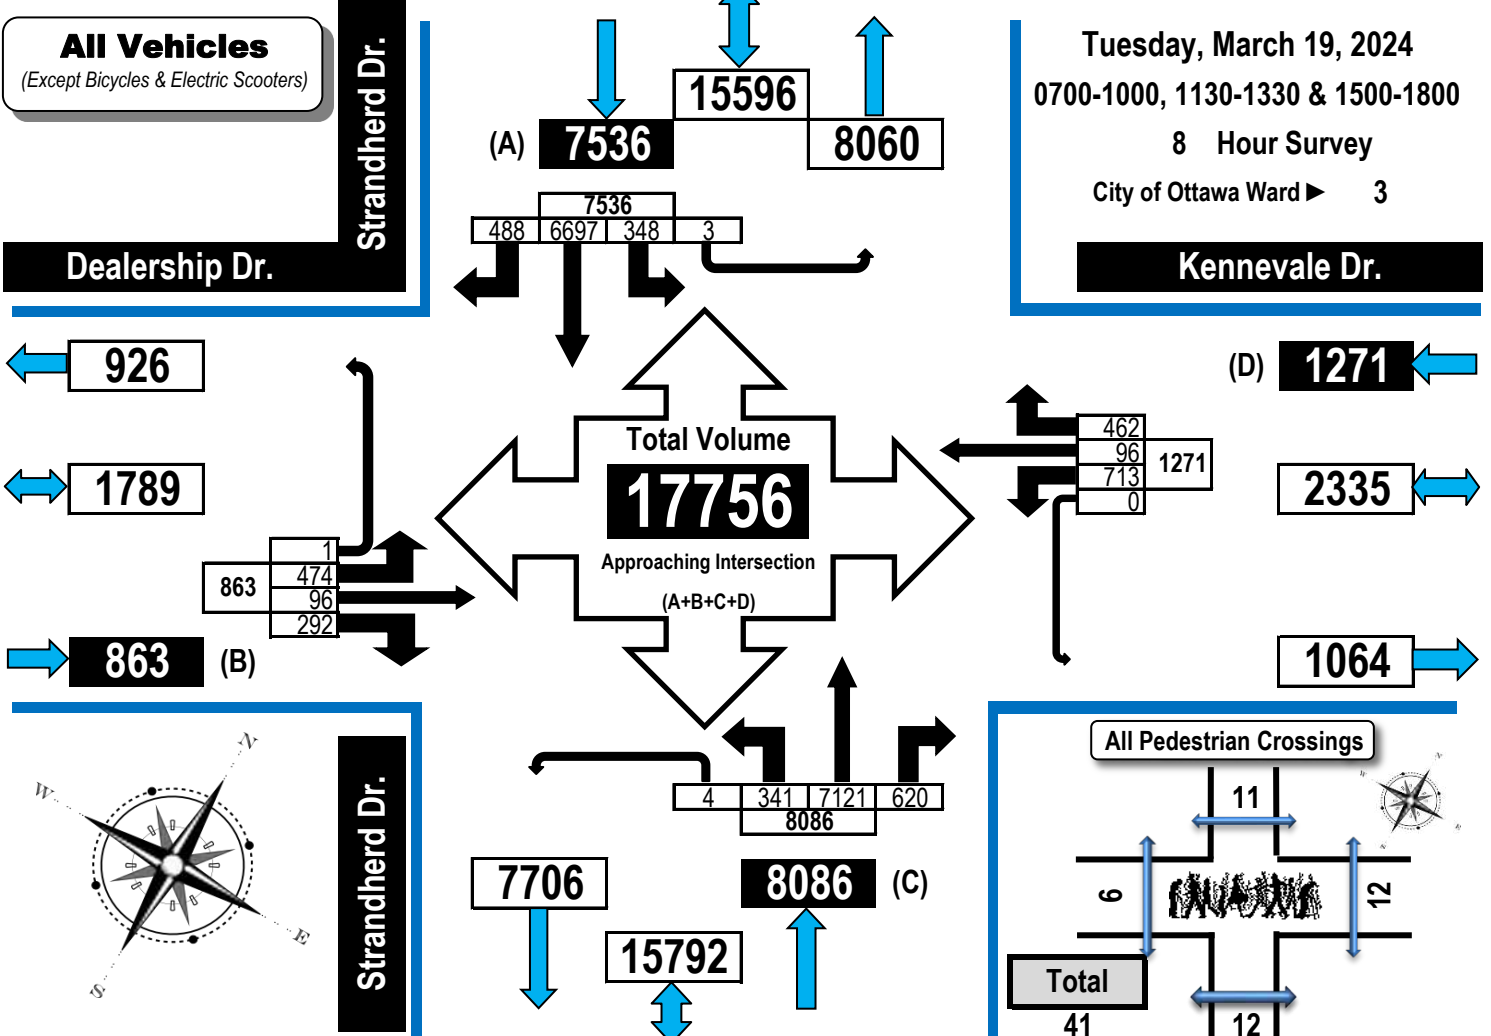 All Vehicles
(Except Bicycles & Electric Scooters)
Strandherd Dr.
Dealership Dr.
15596
(A) 7536
8060
7536
488 6697 348 3
Tuesday, March 19, 2024
0700-1000, 1130-1330 & 1500-1800
8 Hour Survey
City of Ottawa Ward ► 3
Kennevale Dr.
926
1789
1
474
96
292
863
863 (B)
Total Volume
17756
Approaching Intersection
(A+B+C+D)
(D) 1271
462
96
713
0
1271
2335
1064
N
W
E
S
Strandherd Dr.
4 341 7121 620
8086
7706
8086 (C)
15792
All Pedestrian Crossings
11
N
W
E
S
6
12
Total
41
12